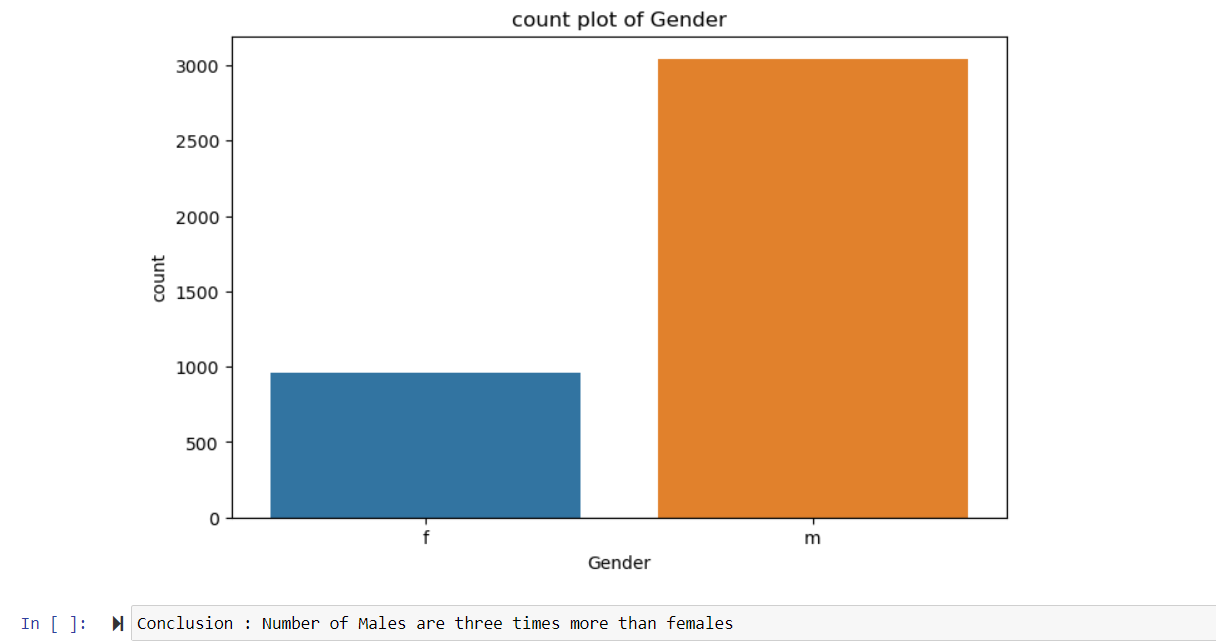 count plot of Gender
3000
2500
2000
1500
1000
500
0
count
f m
Gender
In [ ]: Conclusion : Number of Males are three times more than females